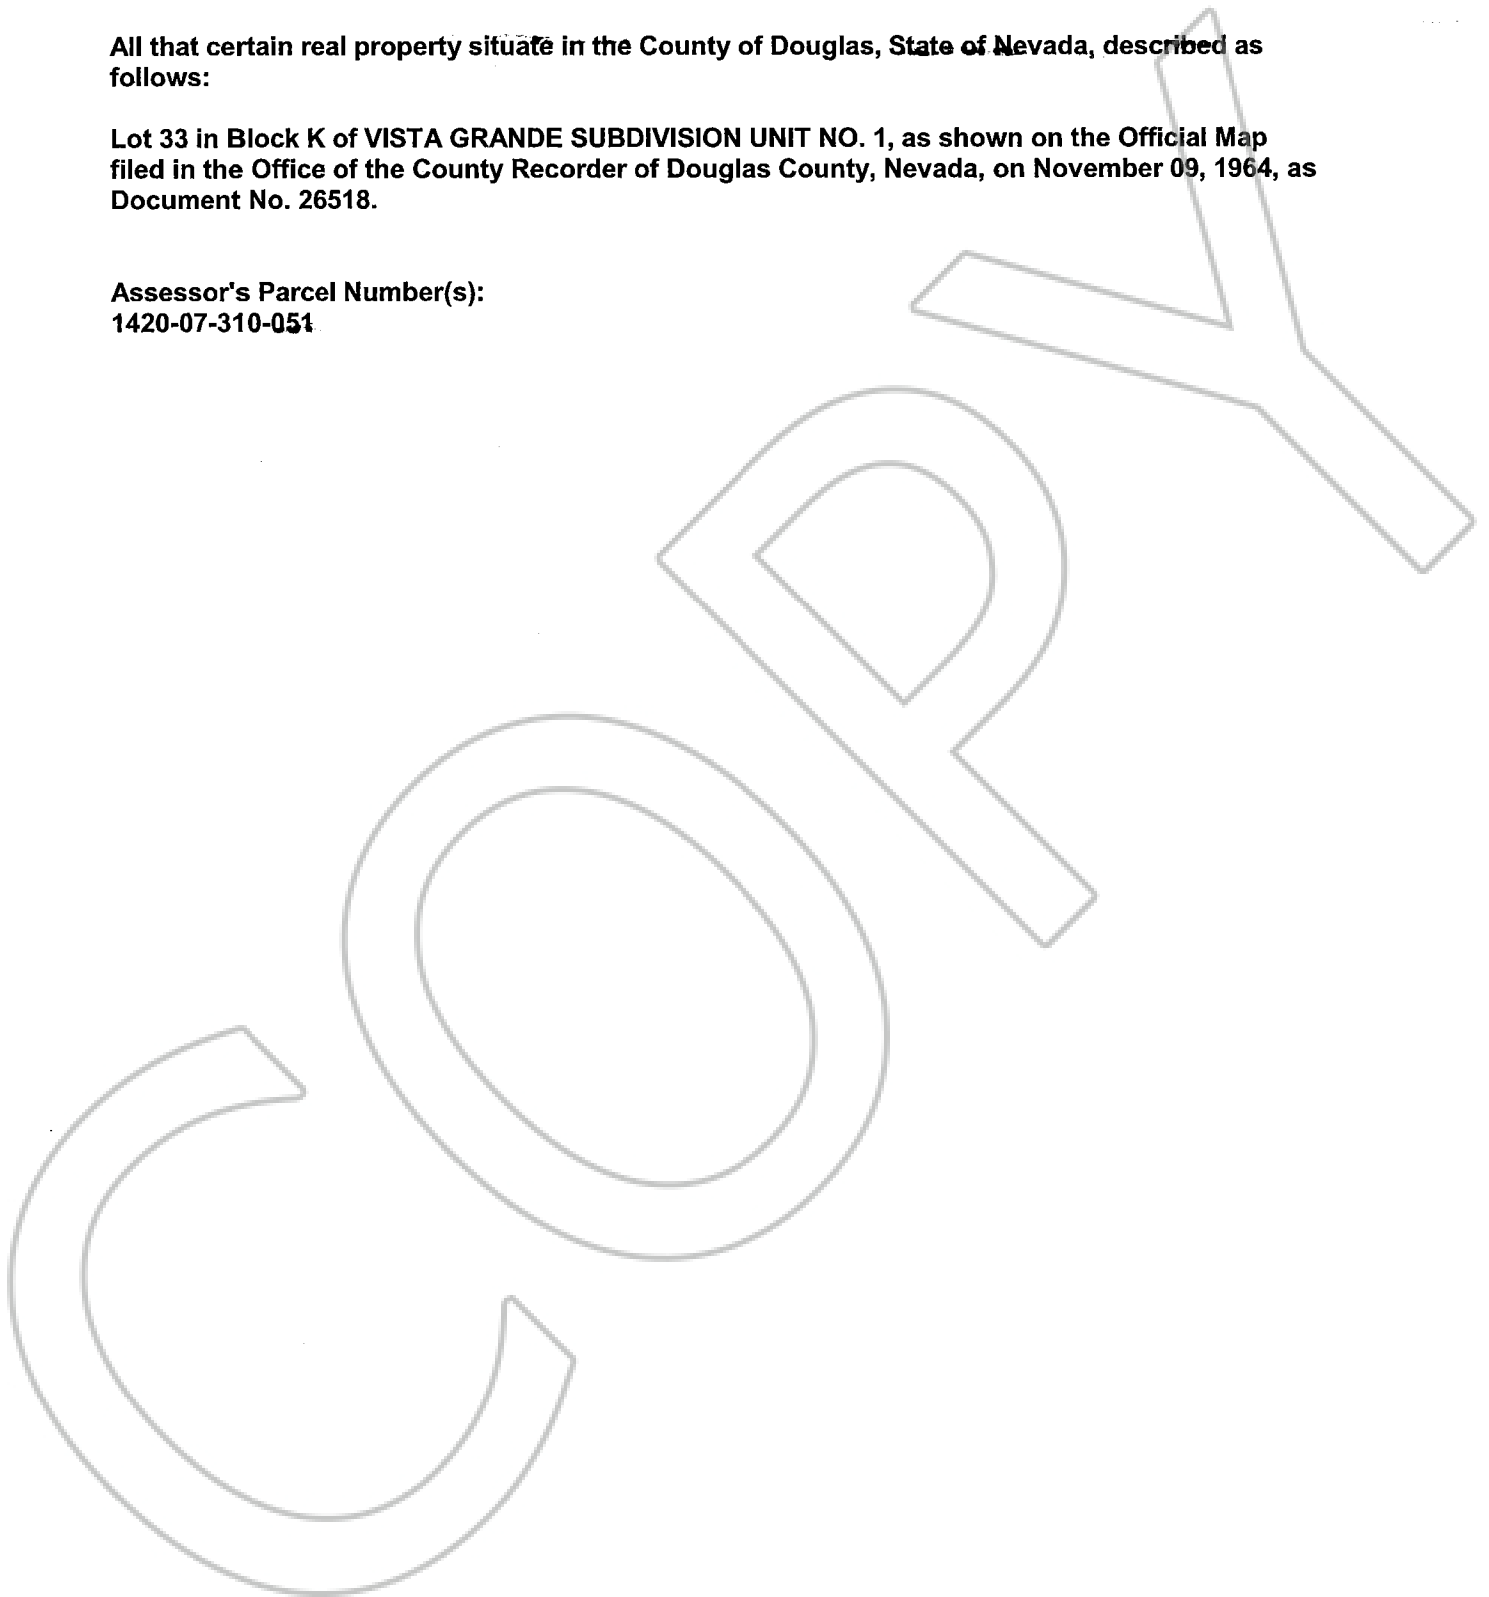 All that certain real property situate in the County of Douglas, State of Nevada, described as
follows:
Lot 33 in Block K of VISTA GRANDE SUBDIVISION UNIT NO. 1, as shown on the Official Map
filed in the Office of the County Recorder of Douglas County, Nevada, on November 09, 1964, as
Document No. 26518.
Assessor's Parcel Number(s):
1420-07-310-051
COPY